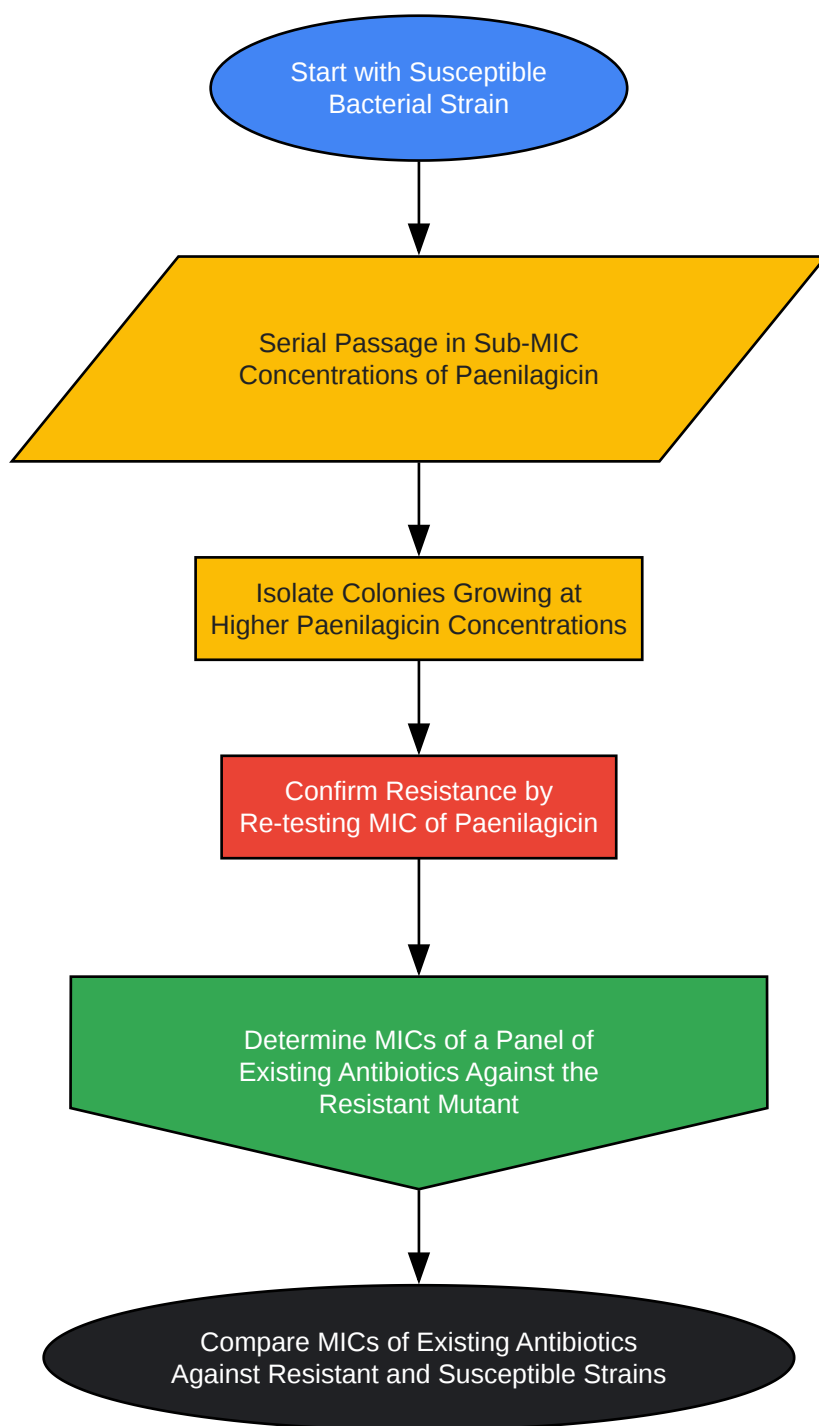 Start with Susceptible
Bacterial Strain
Serial Passage in Sub-MIC
Concentrations of Paenilagicin
Isolate Colonies Growing at
Higher Paenilagicin Concentrations
Confirm Resistance by
Re-testing MIC of Paenilagicin
Determine MICs of a Panel of
Existing Antibiotics Against the
Resistant Mutant
Compare MICs of Existing Antibiotics
Against Resistant and Susceptible Strains